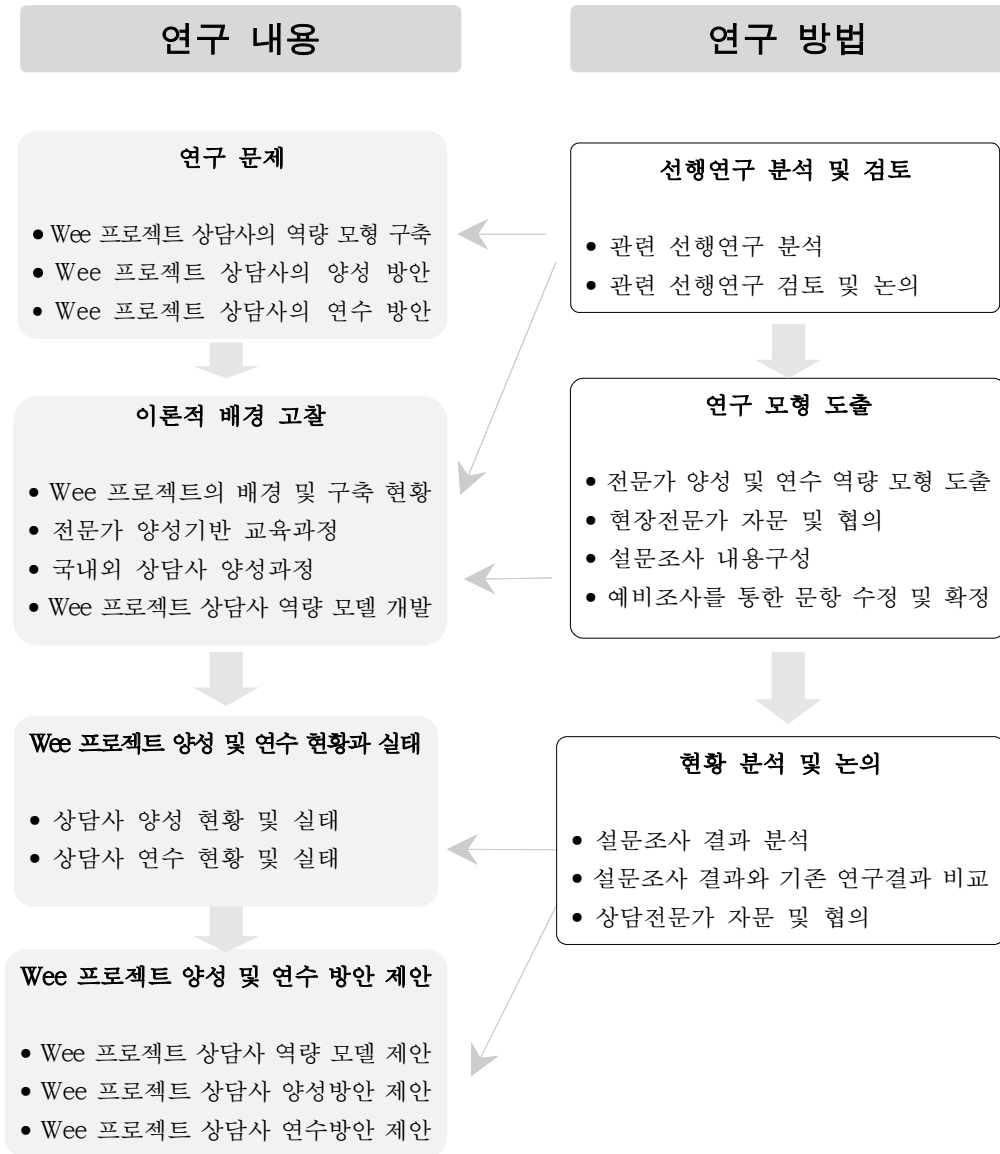 연구 내용
연구 문제
• Wee 프로젝트 상담사의 역량 모형 구축
• Wee 프로젝트 상담사의 양성 방안
• Wee 프로젝트 상담사의 연수 방안
이론적 배경 고찰
• Wee 프로젝트의 배경 및 구축 현황
• 전문가 양성기반 교육과정
• 국내외 상담사 양성과정
• Wee 프로젝트 상담사 역량 모델 개발
Wee 프로젝트 양성 및 연수 현황과 실태
• 상담사 양성 현황 및 실태
• 상담사 연수 현황 및 실태
Wee 프로젝트 양성 및 연수 방안 제안
• Wee 프로젝트 상담사 역량 모델 제안
• Wee 프로젝트 상담사 양성방안 제안
• Wee 프로젝트 상담사 연수방안 제안
연구 방법
선행연구 분석 및 검토
• 관련 선행연구 분석
• 관련 선행연구 검토 및 논의
연구 모형 도출
• 전문가 양성 및 연수 역량 모형 도출
• 현장전문가 자문 및 협의
• 설문조사 내용구성
• 예비조사를 통한 문항 수정 및 확정
현황 분석 및 논의
• 설문조사 결과 분석
• 설문조사 결과와 기존 연구결과 비교
• 상담전문가 자문 및 협의